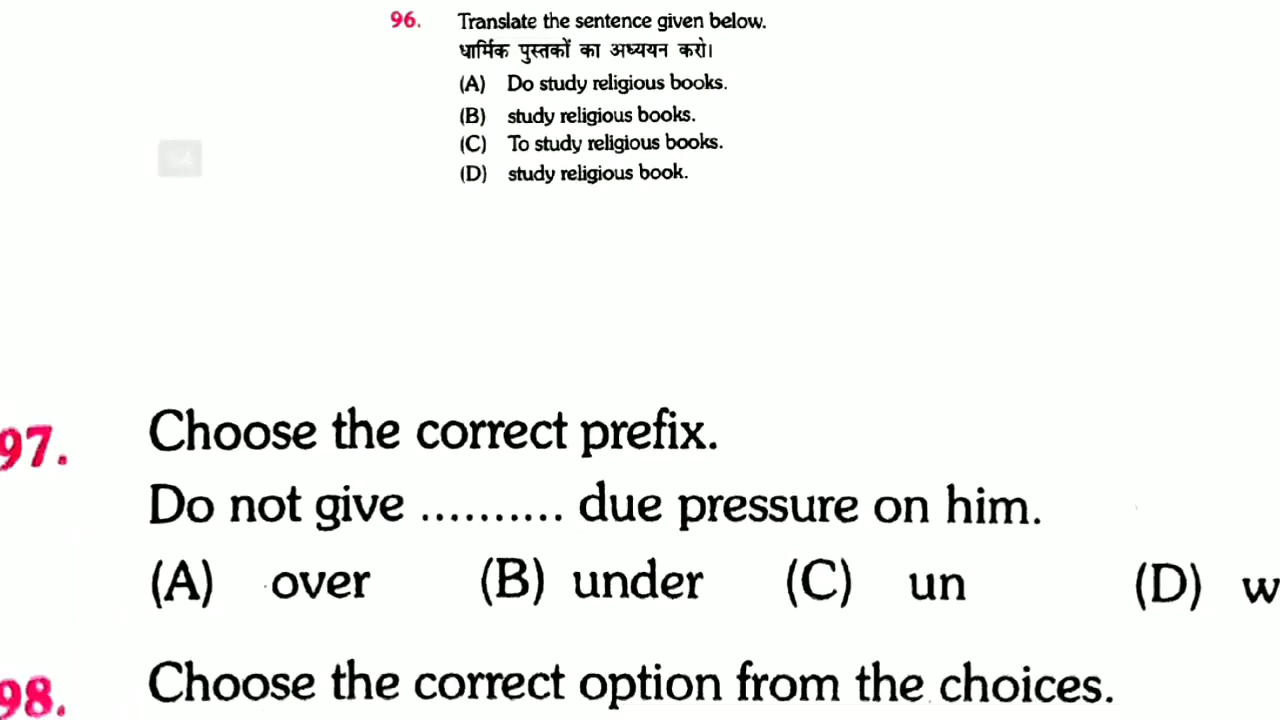 96. Translate the sentence given below.
धार्मिक पुस्तकों का अध्ययन करो।
(A) Do study religious books.
(B) study religious books.
(C) To study religious books.
(D) study religious book.
97. Choose the correct prefix.
Do not give .......... due pressure on him.
(A) over (B) under (C) un (D) w
98. Choose the correct option from the choices.